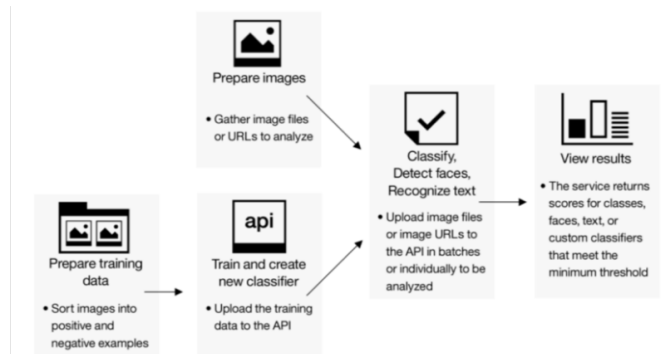 Prepare images
• Gather image files
or URLs to analyze
Prepare training
data
• Sort images into
positive and
negative examples
api
Train and create
new classifier
• Upload the training
data to the API
Classify,
Detect faces,
Recognize text
• Upload image files
or image URLs to
the API in batches
or individually to be
analyzed
View results
• The service returns
scores for classes,
faces, text, or
custom classifiers
that meet the
minimum threshold